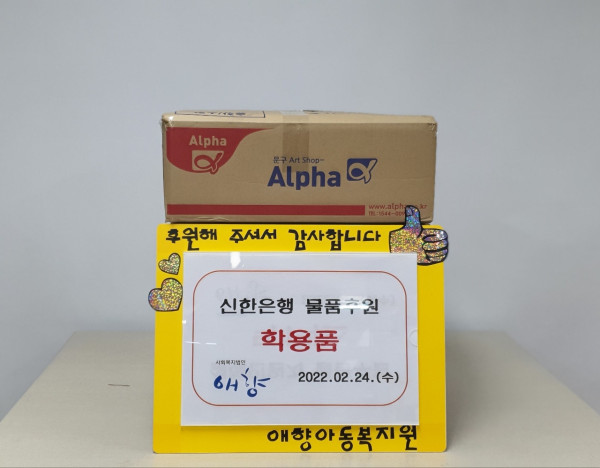 Alpha
문구 Art Shop
Alpha
www.alpha
후원해 주셔서 감사합니다
신한은행 물품후원
학용품
사회복지법인
애향
2022.02.24.(수)
애향아동복지원